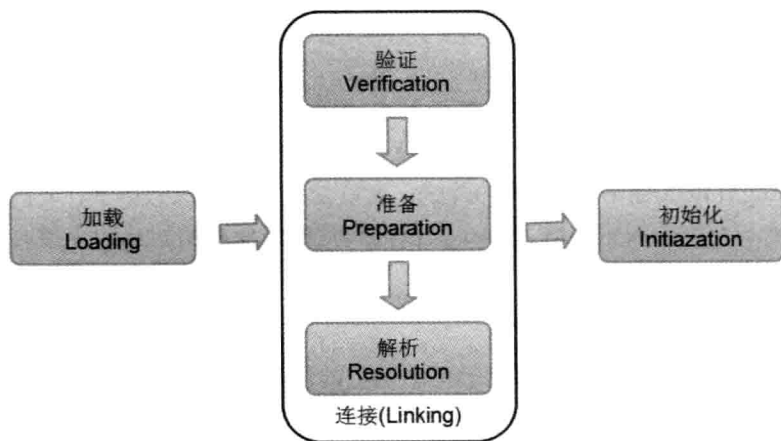 加载
Loading
验证
Verification
准备
Preparation
解析
Resolution
连接(Linking)
初始化
Initiazation